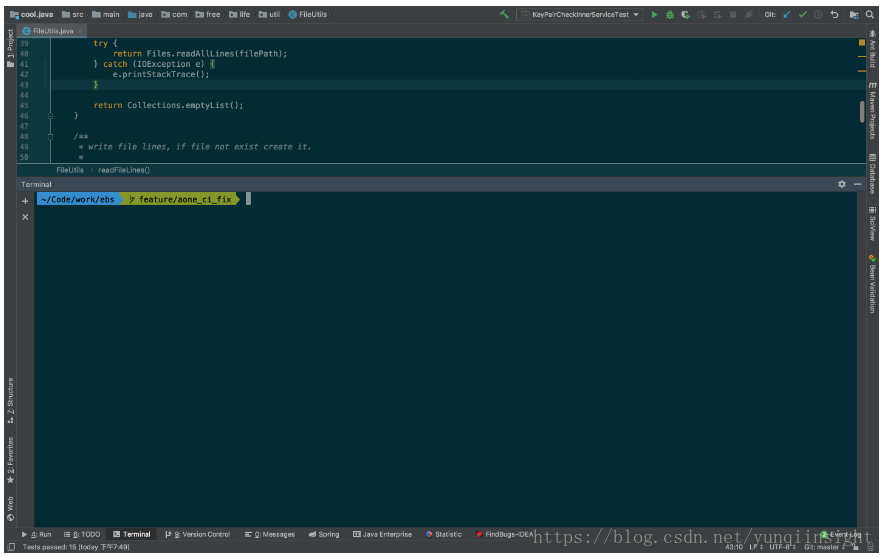 cool.java src main java com free life util FileUtils KeyPairCheckInnerServiceTest Git:
FileUtils.java
1: Project
39 try {
40 return Files.readAllLines(filePath);
41 } catch (IOException e) {
42 e.printStackTrace();
43 }
44
45 return Collections.emptyList();
46 }
47
48 /**
49 * write file lines, if file not exist create it.
50 *
FileUtils › readFileLines()
Terminal
~/Code/work/ebs feature/aone_ci_fix
Ant Build
Maven Projects
Database
SciView
Bean Validation
Z: Structure
2: Favorites
Web
4: Run 6: TODO Terminal 9: Version Control 0: Messages Spring Java Enterprise Statistic FindBugs-IDEA 2 Event Log
https://blog.csdn.net/yunqiinsight
Tests passed: 15 (today 下午7:49) 43:10 LF UTF-8 Git: master